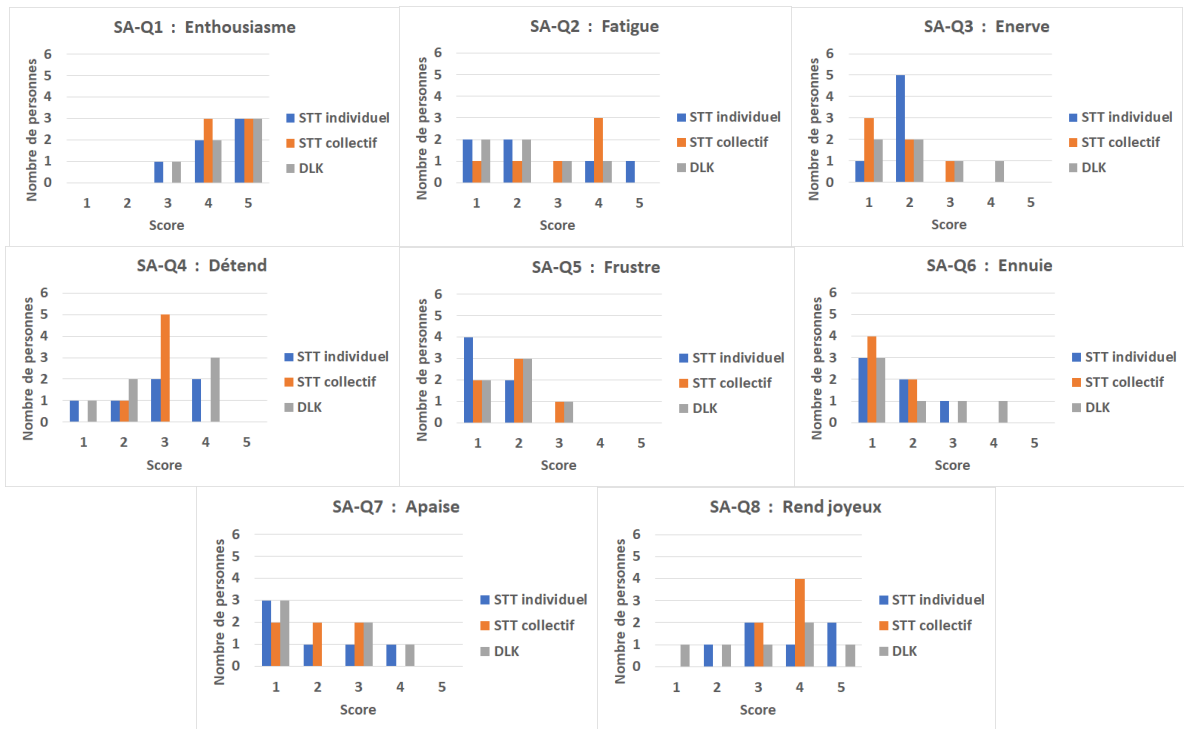 SA-Q1 : Enthousiasme
Nombre de personnes
6
5
4
3
2
1
0
1 2 3 4 5
Score
STT individuel
STT collectif
DLK
SA-Q2 : Fatigue
Nombre de personnes
6
5
4
3
2
1
0
1 2 3 4 5
Score
STT individuel
STT collectif
DLK
SA-Q3 : Enerve
Nombre de personnes
6
5
4
3
2
1
0
1 2 3 4 5
Score
STT individuel
STT collectif
DLK
SA-Q4 : Détend
Nombre de personnes
6
5
4
3
2
1
0
1 2 3 4 5
Score
STT individuel
STT collectif
DLK
SA-Q5 : Frustre
Nombre de personnes
6
5
4
3
2
1
0
1 2 3 4 5
Score
STT individuel
STT collectif
DLK
SA-Q6 : Ennuie
Nombre de personnes
6
5
4
3
2
1
0
1 2 3 4 5
Score
STT individuel
STT collectif
DLK
SA-Q7 : Apaise
Nombre de personnes
6
5
4
3
2
1
0
1 2 3 4 5
Score
STT individuel
STT collectif
DLK
SA-Q8 : Rend joyeux
Nombre de personnes
6
5
4
3
2
1
0
1 2 3 4 5
Score
STT individuel
STT collectif
DLK